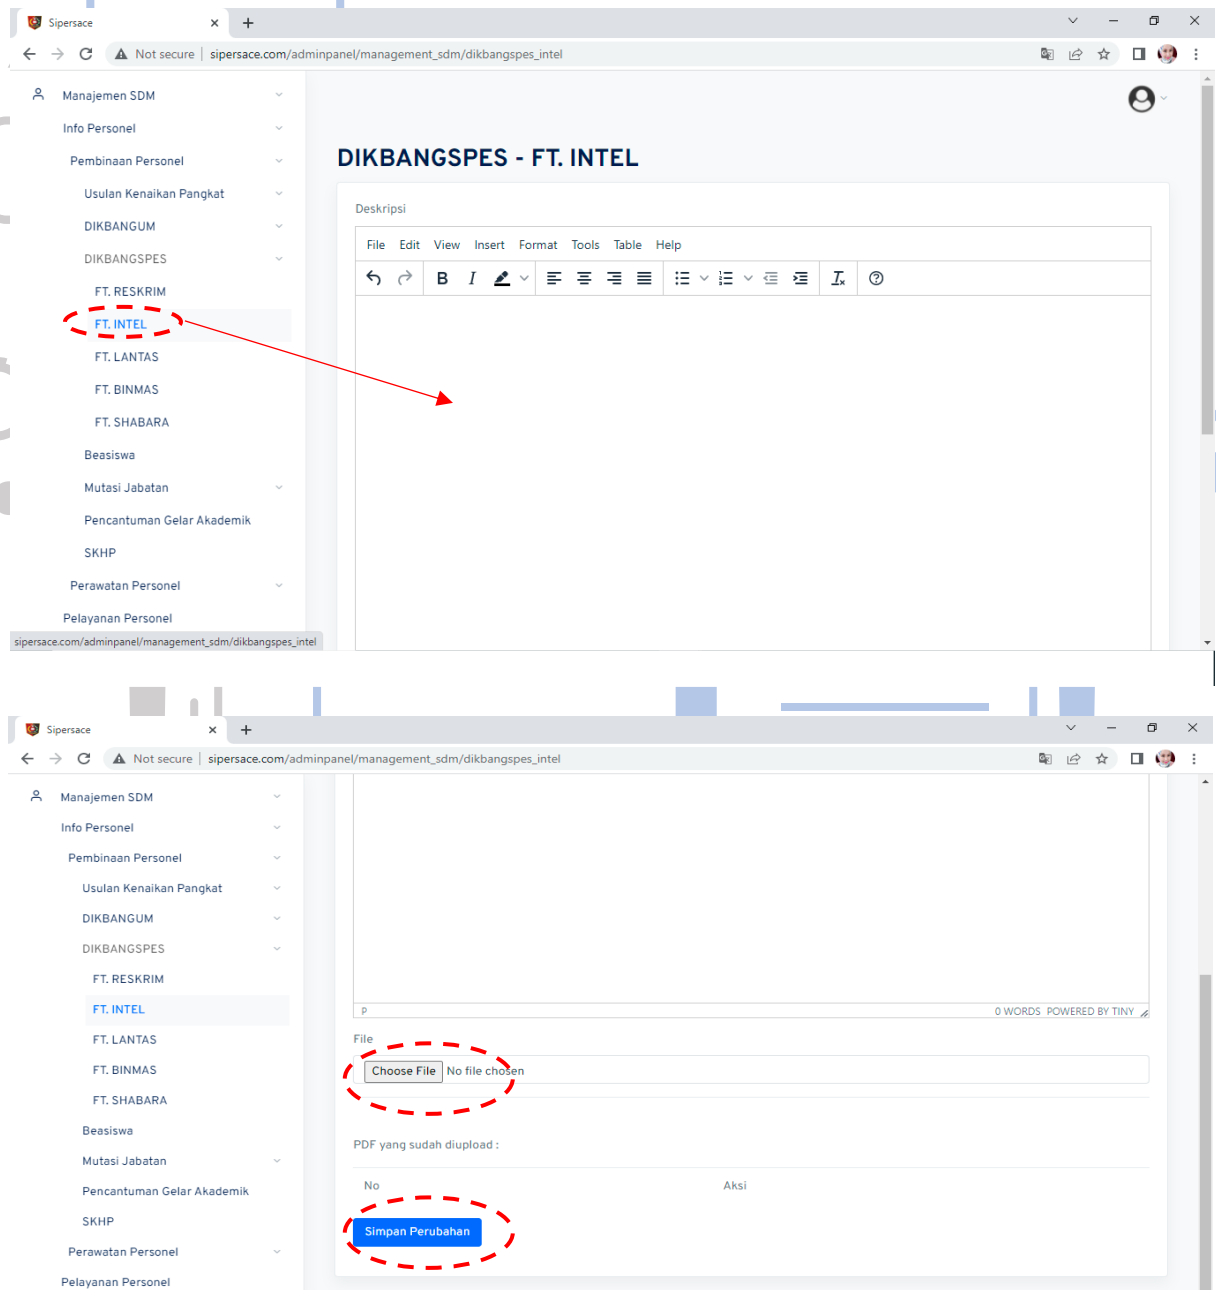 Sipersace
Not secure | sipersace.com/adminpanel/management_sdm/dikbangspes_intel
Manajemen SDM
Info Personel
Pembinaan Personel
Usulan Kenaikan Pangkat
DIKBANGUM
DIKBANGSPES
FT. RESKRIM
FT. INTEL
FT. LANTAS
FT. BINMAS
FT. SHABARA
Beasiswa
Mutasi Jabatan
Pencantuman Gelar Akademik
SKHP
Perawatan Personel
Pelayanan Personel
sipersace.com/adminpanel/management_sdm/dikbangspes_intel
DIKBANGSPES - FT. INTEL
Deskripsi
File Edit View Insert Format Tools Table Help
Sipersace
Not secure | sipersace.com/adminpanel/management_sdm/dikbangspes_intel
Manajemen SDM
Info Personel
Pembinaan Personel
Usulan Kenaikan Pangkat
DIKBANGUM
DIKBANGSPES
FT. RESKRIM
FT. INTEL
FT. LANTAS
FT. BINMAS
FT. SHABARA
Beasiswa
Mutasi Jabatan
Pencantuman Gelar Akademik
SKHP
Perawatan Personel
Pelayanan Personel
P 0 WORDS POWERED BY TINY
File
Choose File No file chosen
PDF yang sudah diupload :
No Aksi
Simpan Perubahan